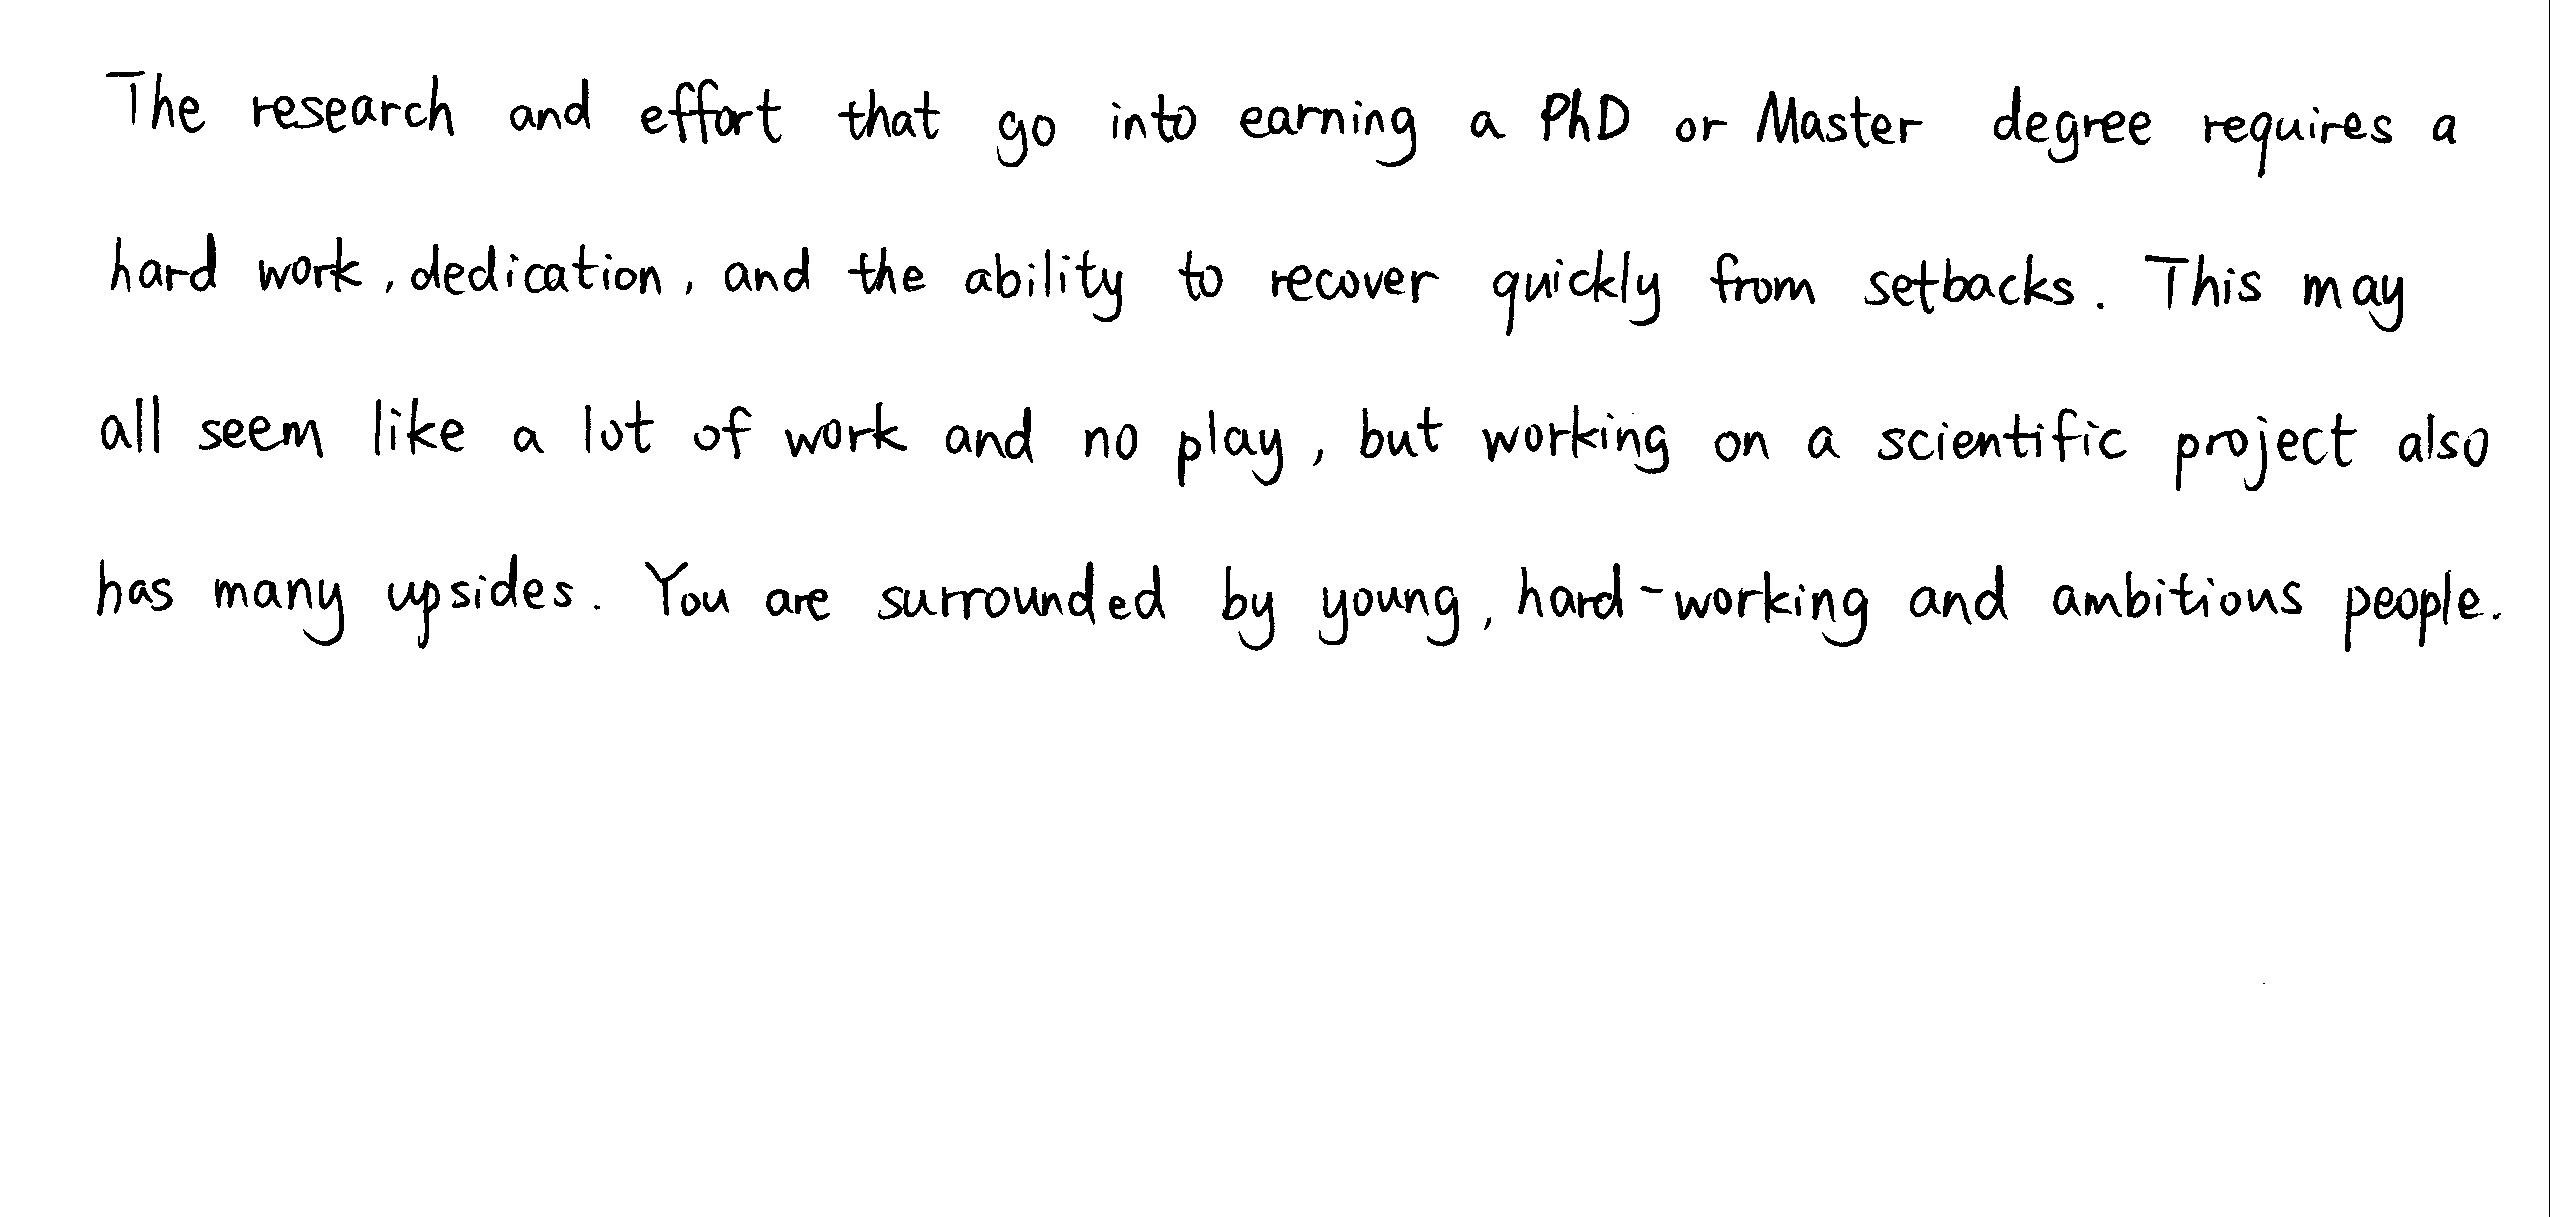 The research and effort that go into earning a PhD or Master degree requires a
hard work, dedication, and the ability to recover quickly from setbacks. This may
all seem like a lot of work and no play, but working on a scientific project also
has many upsides. You are surrounded by young, hard-working and ambitious people.